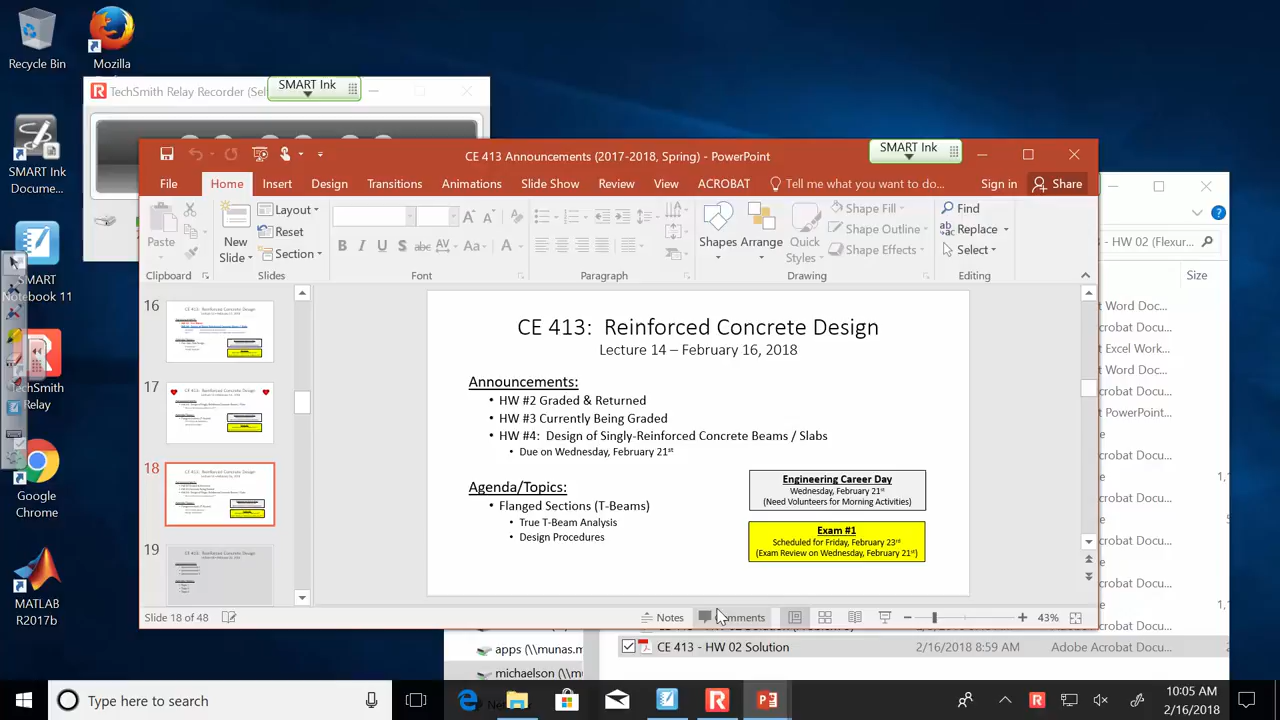 Recycle Bin
Mozilla
TechSmith Relay Recorder (Sel
SMART Ink
CE 413 Announcements (2017-2018, Spring) - PowerPoint
SMART Ink
File Home Insert Design Transitions Animations Slide Show Review View ACROBAT Tell me what you want to do... Sign in Share
Paste
New
Slide
Layout
Reset
Section
Shapes
Arrange
Quick
Styles
Shape Fill
Shape Outline
Shape Effects
Find
Replace
Select
Clipboard Slides Font Paragraph Drawing Editing
- HW 02 (Flexur...
Size
SMART Ink
Docume...
SMART
Notebook 11
TechSmith
Relay
Google
Chrome
MATLAB
R2017b
16
17
18
19
CE 413: Reinforced Concrete Design
Lecture 14 – February 16, 2018
Announcements:
• HW #2 Graded & Returned
• HW #3 Currently Being Graded
• HW #4: Design of Singly-Reinforced Concrete Beams / Slabs
• Due on Wednesday, February 21st
Agenda/Topics:
• Flanged Sections (T-Beams)
• True T-Beam Analysis
• Design Procedures
Engineering Career Day
Wednesday, February 21st
(Need Volunteers for Morning Activities)
Exam #1
Scheduled for Friday, February 23rd
(Exam Review on Wednesday, February 21st)
Word Doc...
Acrobat Docu...
Excel Work...
Acrobat Docu...
Word Doc...
PowerPoint...
Acrobat Docu...
Acrobat Docu...
Acrobat Docu...
Acrobat Docu...
Slide 18 of 48
Notes
43%
apps (\\munas.m
michaelson (\\mu
CE 413 - HW 02 Solution
2/16/2018 8:59 AM
Adobe Acrobat Docu...
Type here to search
10:05 AM
2/16/2018